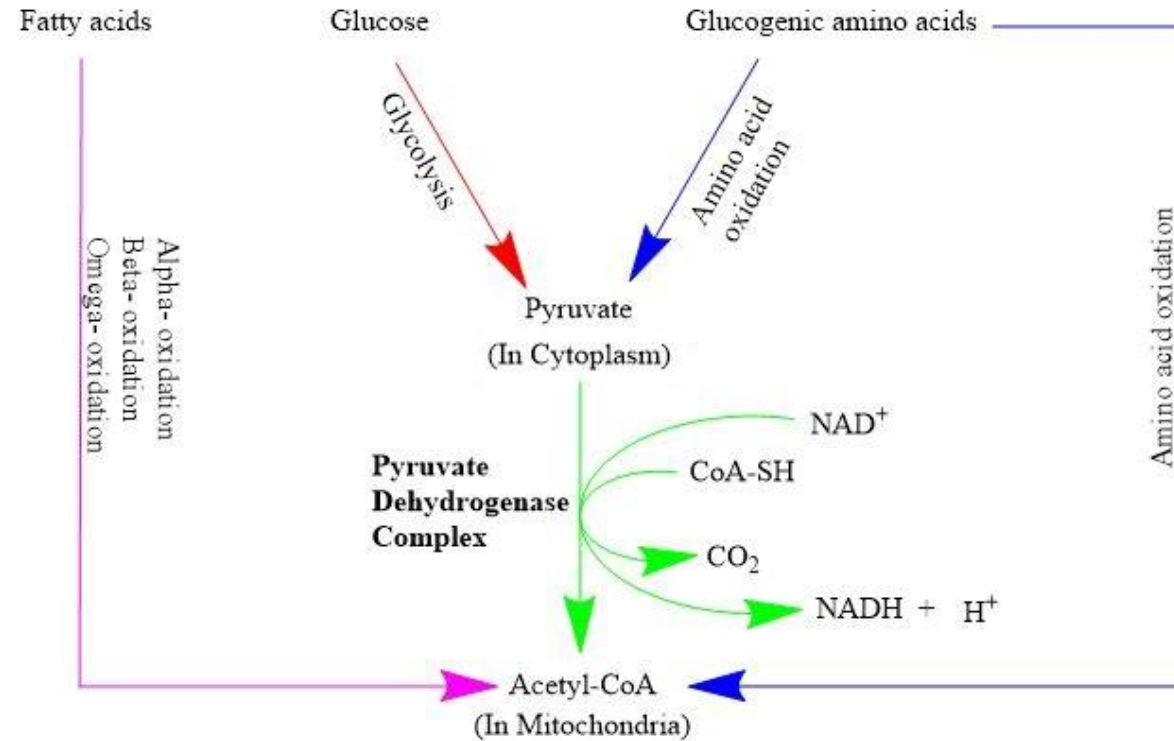 Fatty acids
Glucose
Glucogenic amino acids
Glycolysis
Amino acid
oxidation
Alpha- oxidation
Beta- oxidation
Omega- oxidation
Amino acid oxidation
Pyruvate
(In Cytoplasm)
NAD⁺
CoA-SH
Pyruvate
Dehydrogenase
Complex
CO₂
NADH + H⁺
Acetyl-CoA
(In Mitochondria)